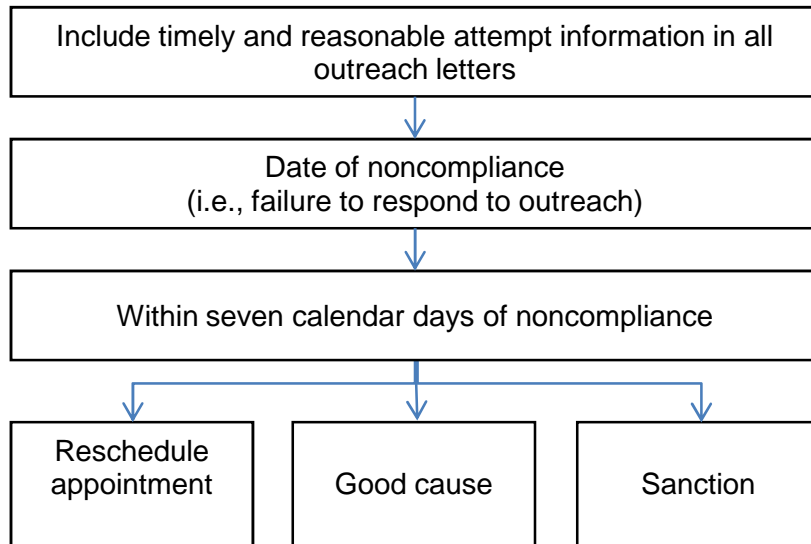 Include timely and reasonable attempt information in all
outreach letters
Date of noncompliance
(i.e., failure to respond to outreach)
Within seven calendar days of noncompliance
Reschedule
appointment
Good cause
Sanction